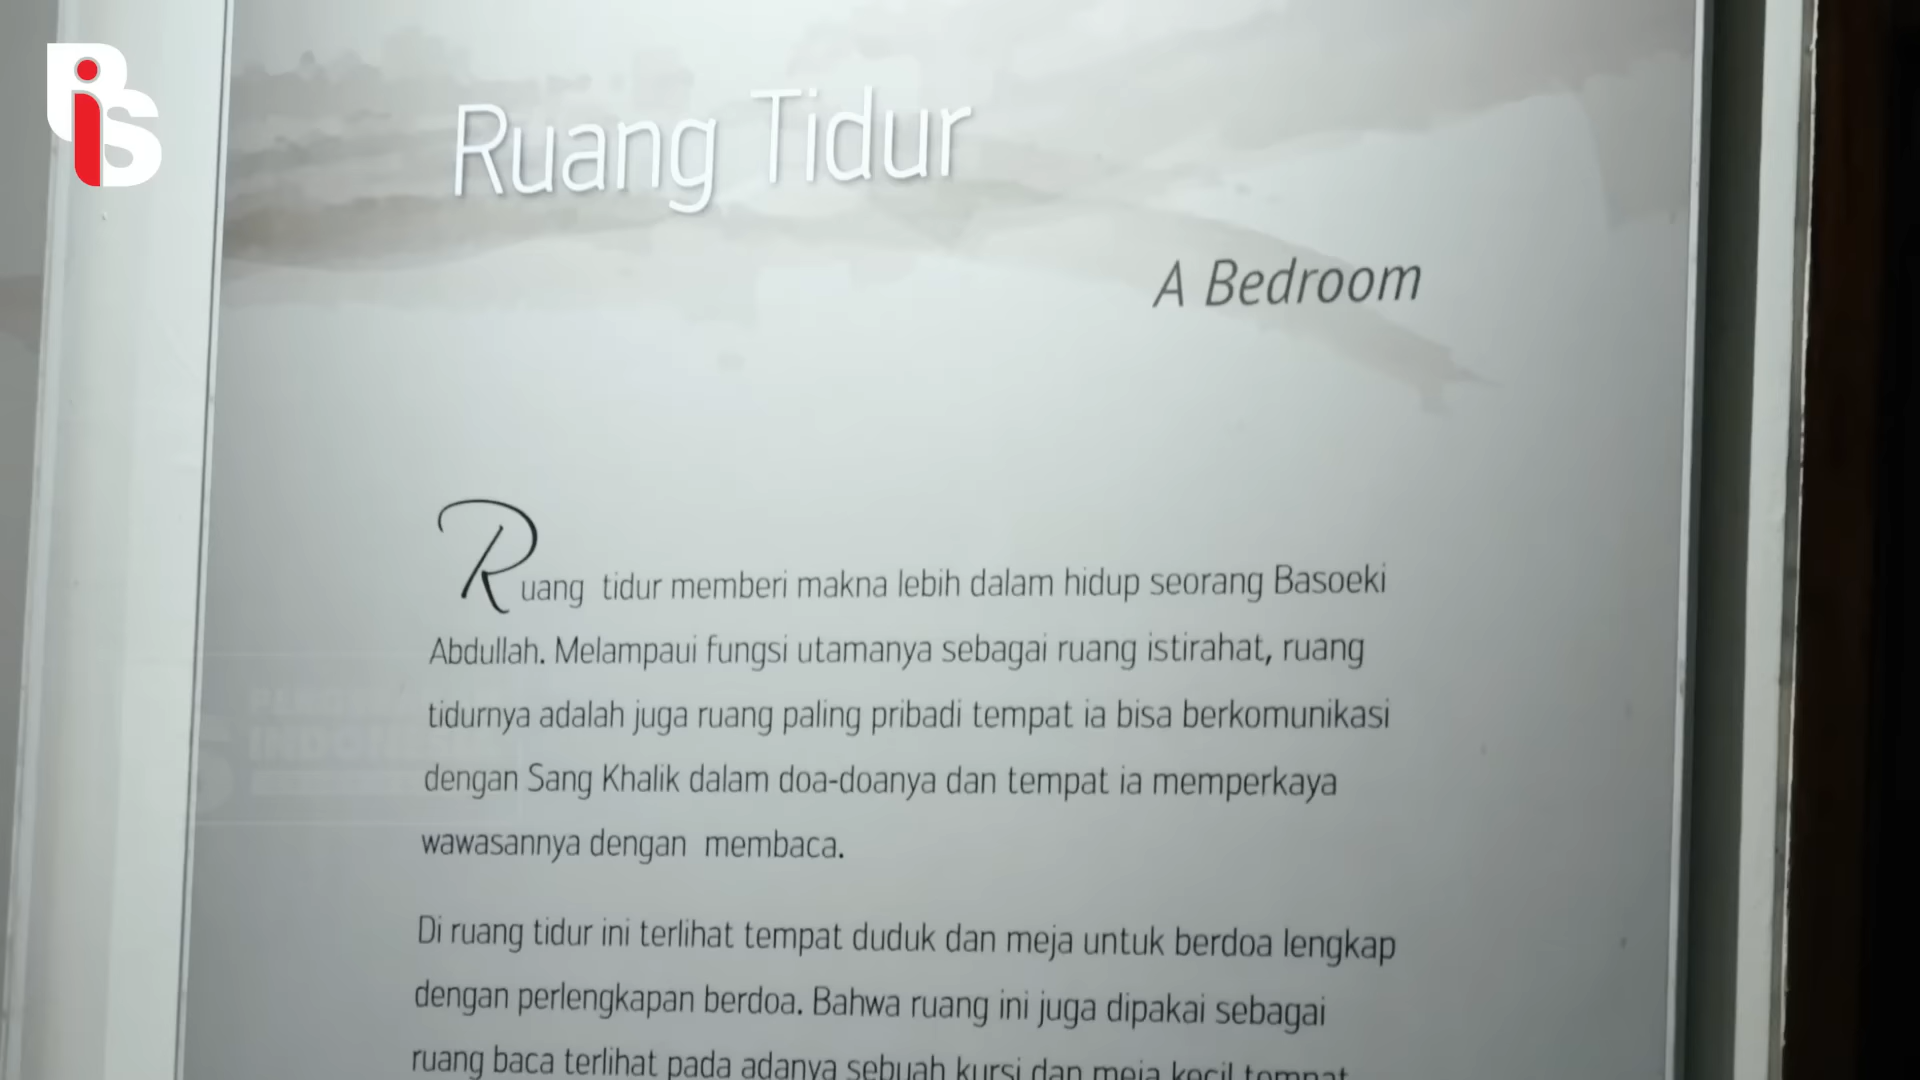 BiS
Ruang Tidur
A Bedroom
Ruang tidur memberi makna lebih dalam hidup seorang Basoeki
Abdullah. Melampaui fungsi utamanya sebagai ruang istirahat, ruang
tidurnya adalah juga ruang paling pribadi tempat ia bisa berkomunikasi
dengan Sang Khalik dalam doa-doanya dan tempat ia memperkaya
wawasannya dengan membaca.
Di ruang tidur ini terlihat tempat duduk dan meja untuk berdoa lengkap
dengan perlengkapan berdoa. Bahwa ruang ini juga dipakai sebagai
ruang baca terlihat pada adanya sebuah kursi dan meja kecil tempat